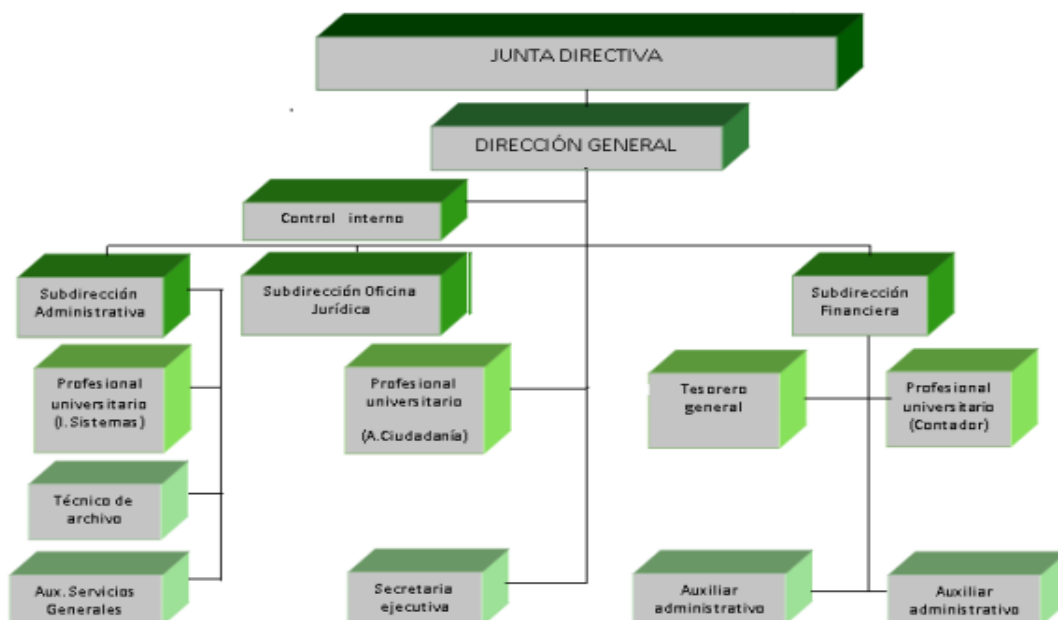 JUNTA DIRECTIVA
DIRECCIÓN GENERAL
Control interno
Subdirección
Administrativa
Subdirección Oficina
Jurídica
Subdirección
Financiera
Profesional
universitario
(I.Sistemas)
Profesional
universitario
(A.Ciudadanía)
Tesorero
general
Profesional
universitario
(Contador)
Técnico de
archivo
Aux. Servicios
Generales
Secretaria
ejecutiva
Auxiliar
administrativo
Auxiliar
administrativo